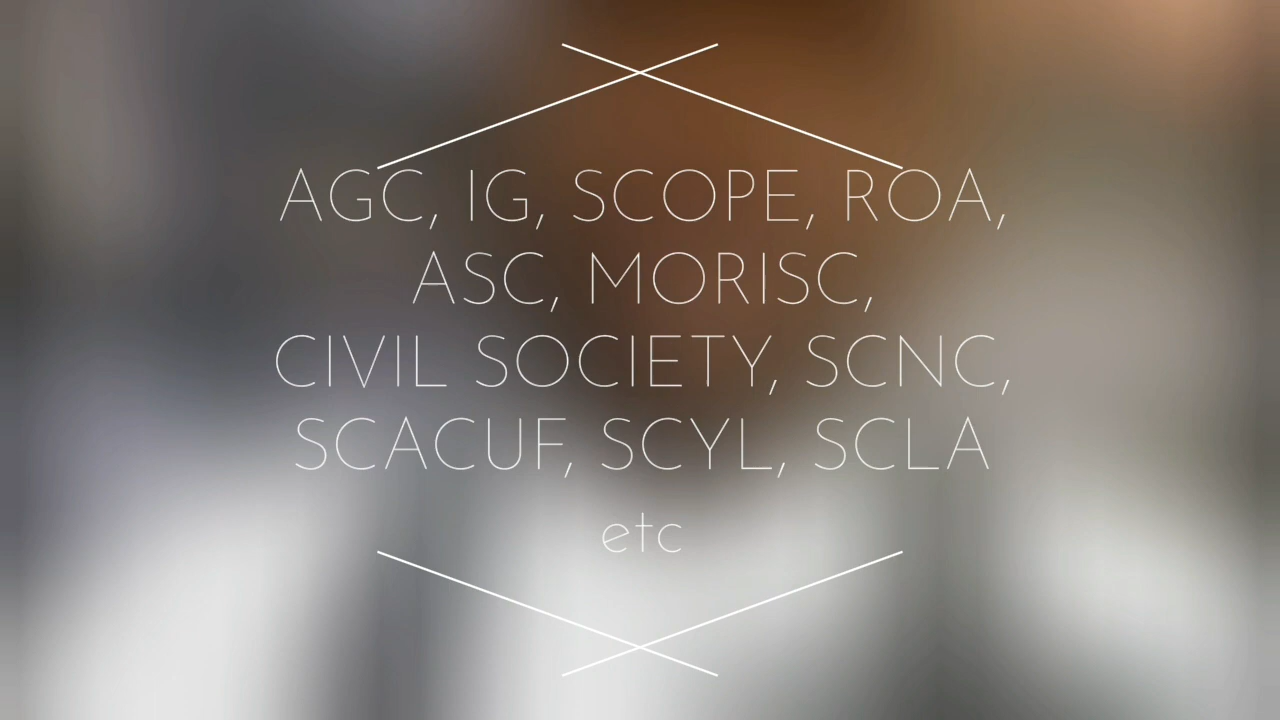 AGC, IG, SCOPE, ROA,
ASC, MORISC,
CIVIL SOCIETY, SCNC,
SCACUF, SCYL, SCLA
etc